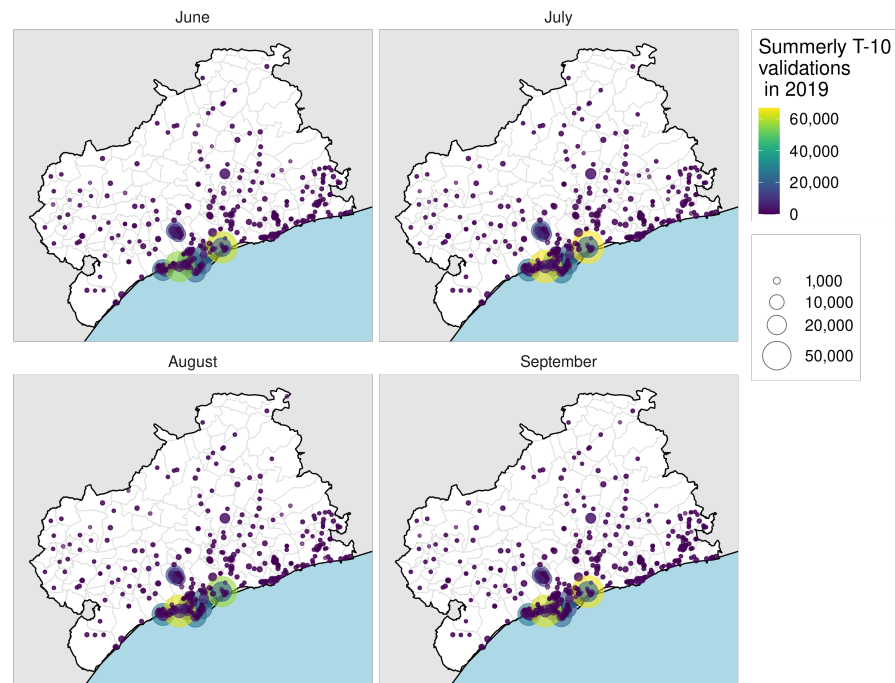 June
July
Summerly T-10
validations
in 2019
60,000
40,000
20,000
0
1,000
10,000
20,000
50,000
August
September